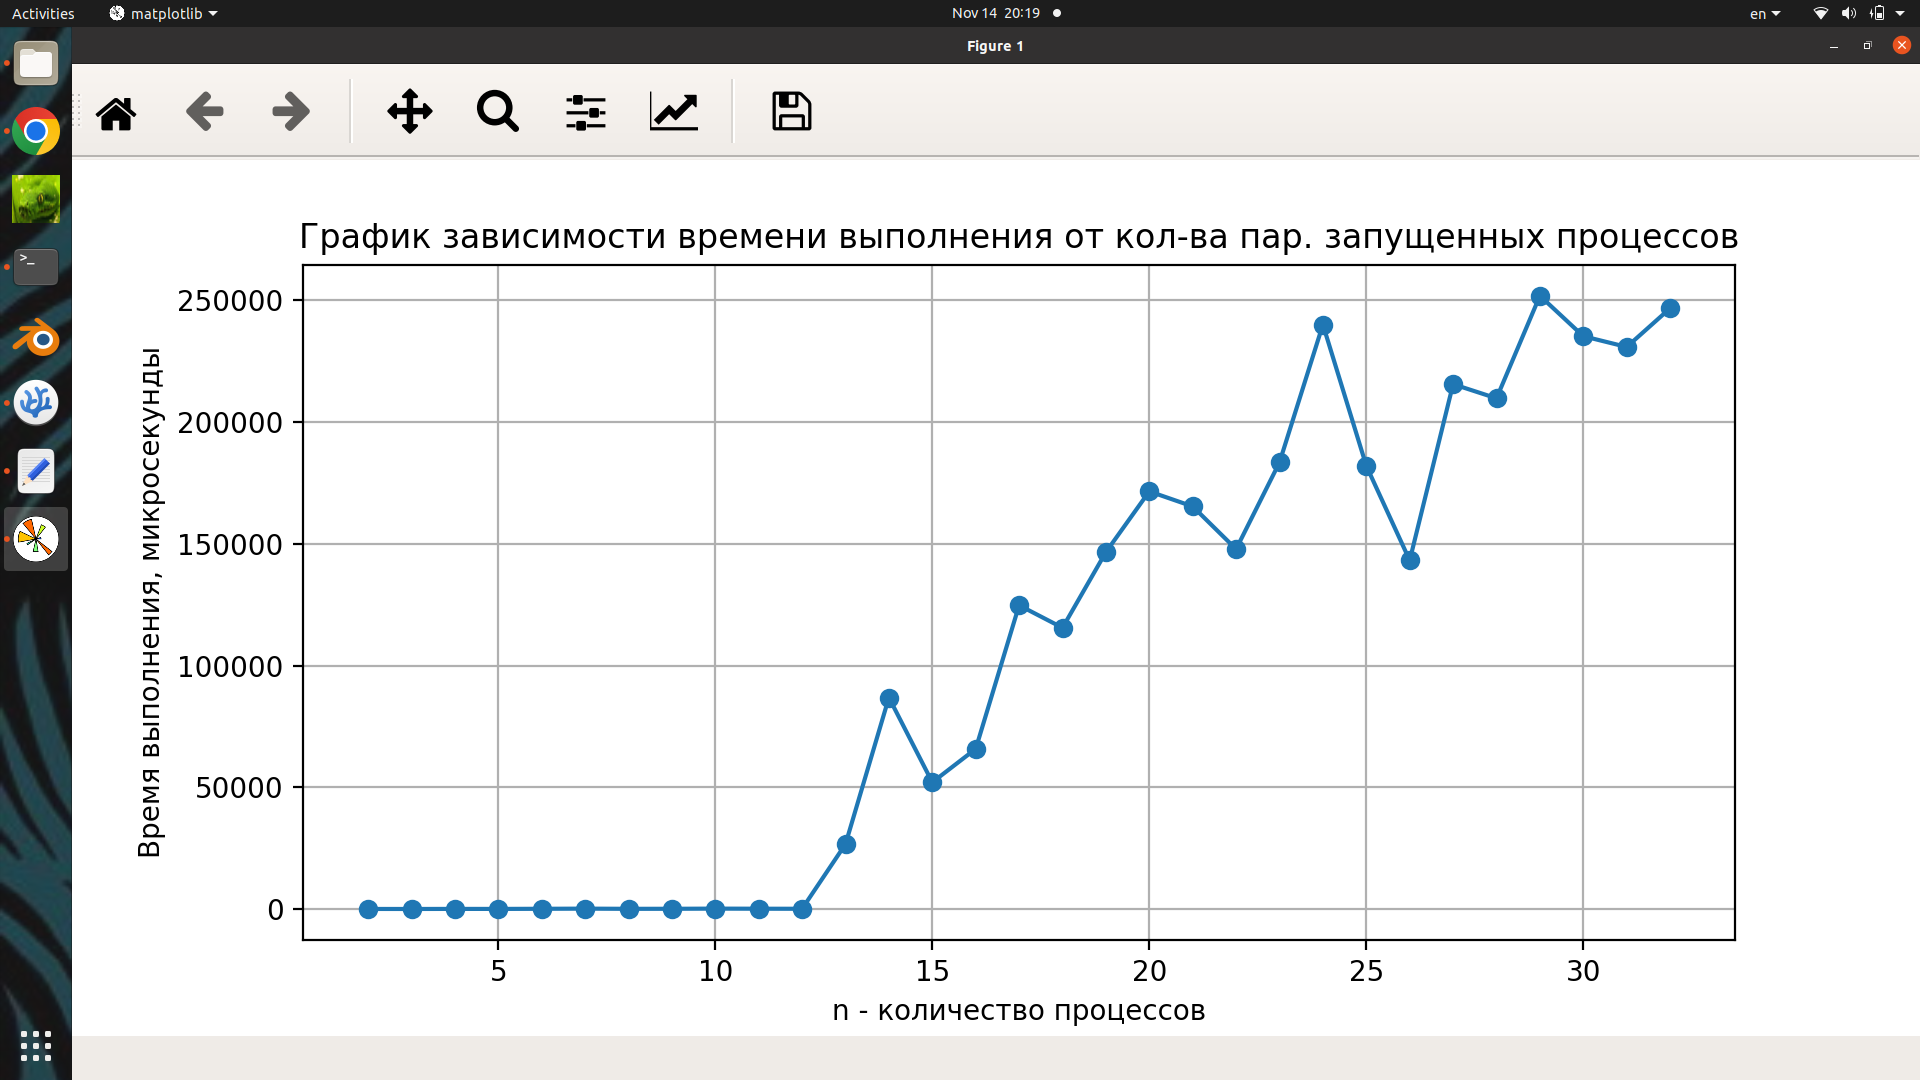 Activities
matplotlib
Nov 14 20:19
en
Figure 1
График зависимости времени выполнения от кол-ва пар. запущенных процессов
Время выполнения, микросекунды
250000
200000
150000
100000
50000
0
5
10
15
20
25
30
n - количество процессов